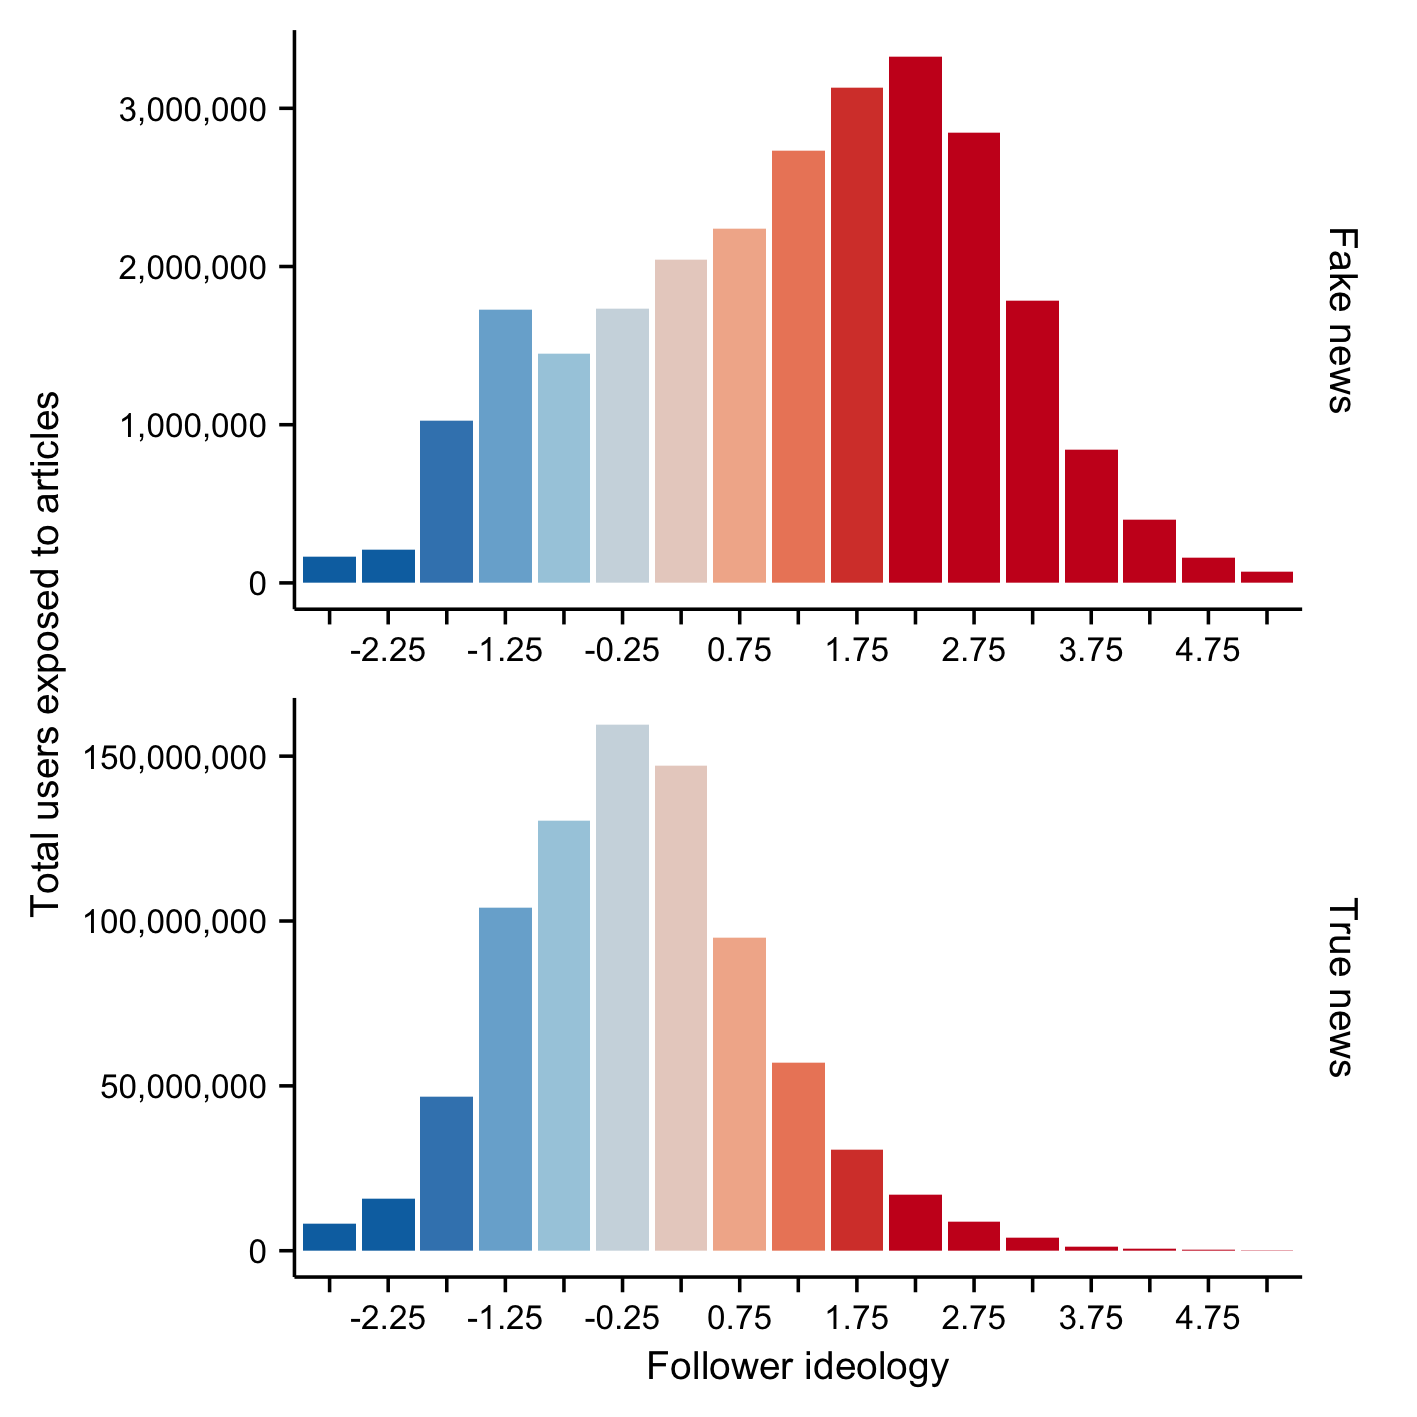 Total users exposed to articles
3,000,000
2,000,000
1,000,000
0
-2.25 -1.25 -0.25 0.75 1.75 2.75 3.75 4.75
Fake news
150,000,000
100,000,000
50,000,000
0
-2.25 -1.25 -0.25 0.75 1.75 2.75 3.75 4.75
True news
Follower ideology